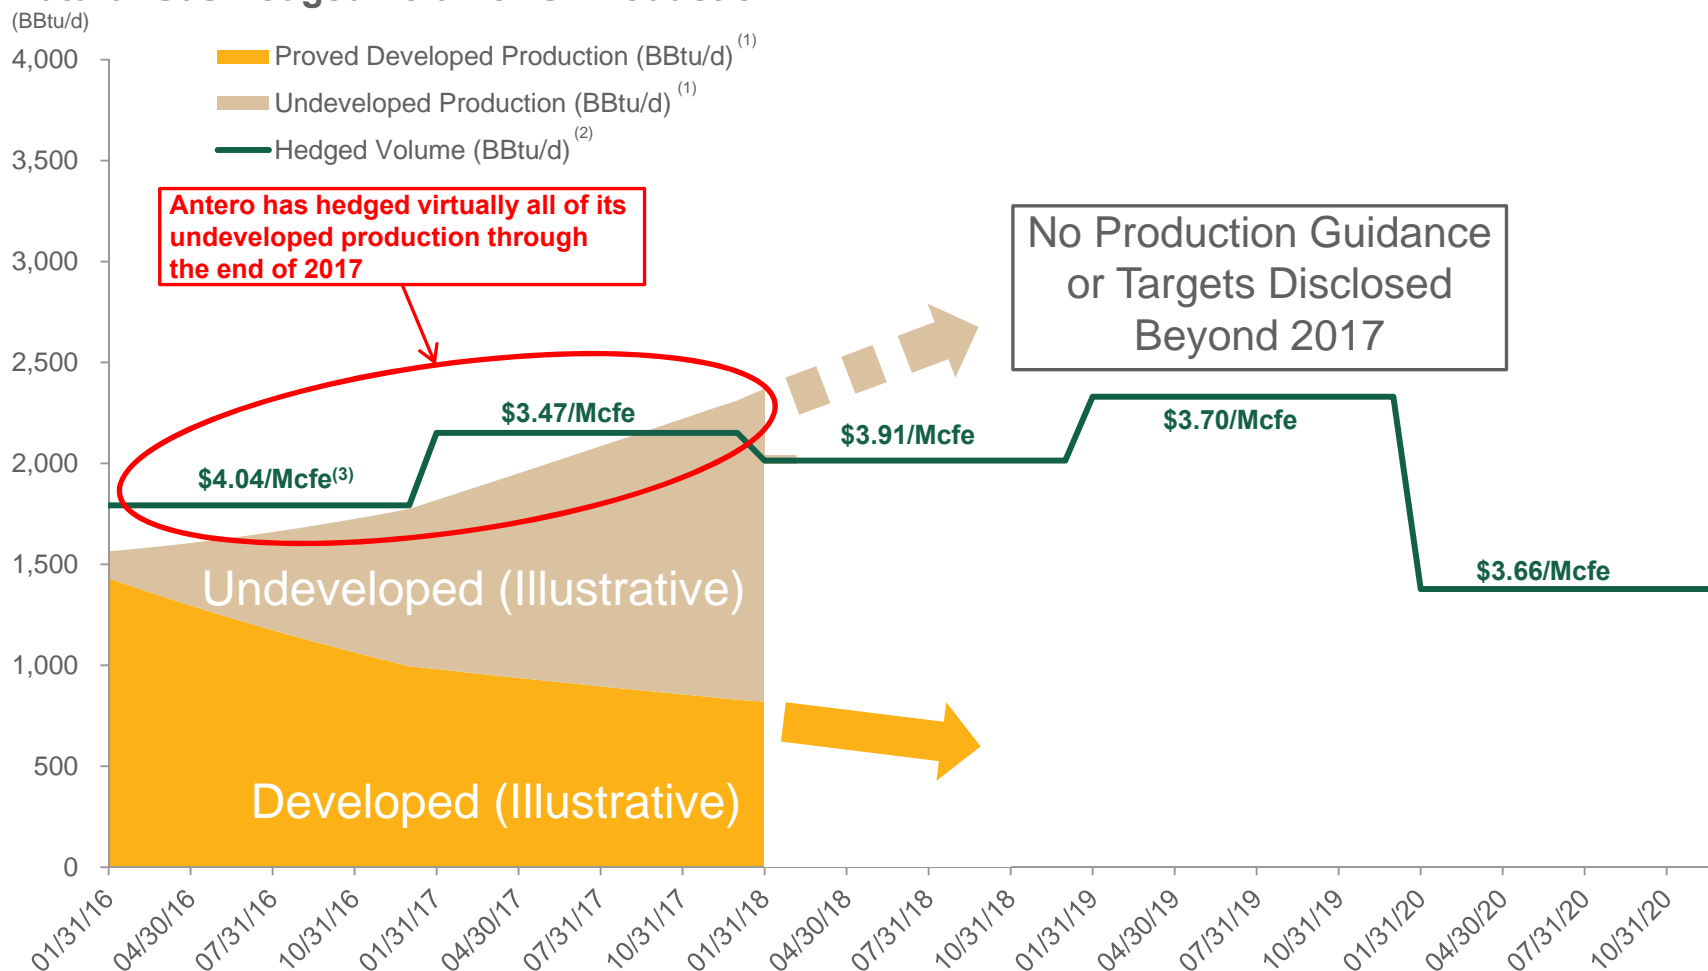 (BBtu/d)
4,000
3,500
3,000
2,500
2,000
1,500
1,000
500
0
Proved Developed Production (BBtu/d) (1)
Undeveloped Production (BBtu/d) (1)
Hedged Volume (BBtu/d) (2)
Antero has hedged virtually all of its
undeveloped production through
the end of 2017
No Production Guidance
or Targets Disclosed
Beyond 2017
$4.04/Mcfe(3)
$3.47/Mcfe
$3.91/Mcfe
$3.70/Mcfe
$3.66/Mcfe
Undeveloped (Illustrative)
Developed (Illustrative)
01/31/16
04/30/16
07/31/16
10/31/16
01/31/17
04/30/17
07/31/17
10/31/17
01/31/18
04/30/18
07/31/18
10/31/18
01/31/19
04/30/19
07/31/19
10/31/19
01/31/20
04/30/20
07/31/20
10/31/20